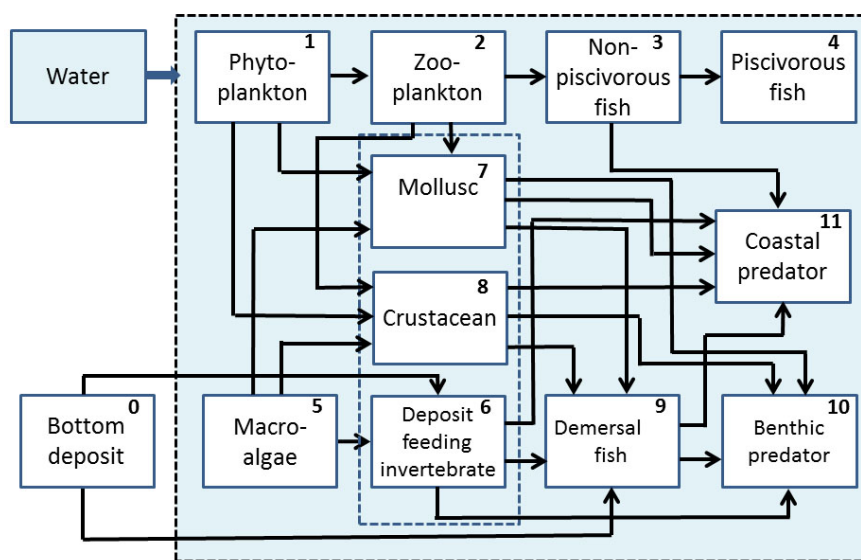 Water
1
Phyto-
plankton
2
Zoo-
plankton
3
Non-
piscivorous
fish
4
Piscivorous
fish
7
Mollusc
11
Coastal
predator
8
Crustacean
0
Bottom
deposit
5
Macro-
algae
6
Deposit
feeding
invertebrate
9
Demersal
fish
10
Benthic
predator